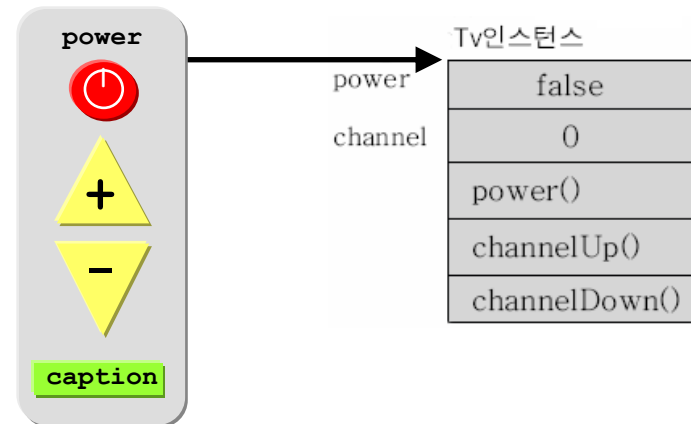 power
+
-
caption
Tv인스턴스
power false
channel 0
power()
channelUp()
channelDown()